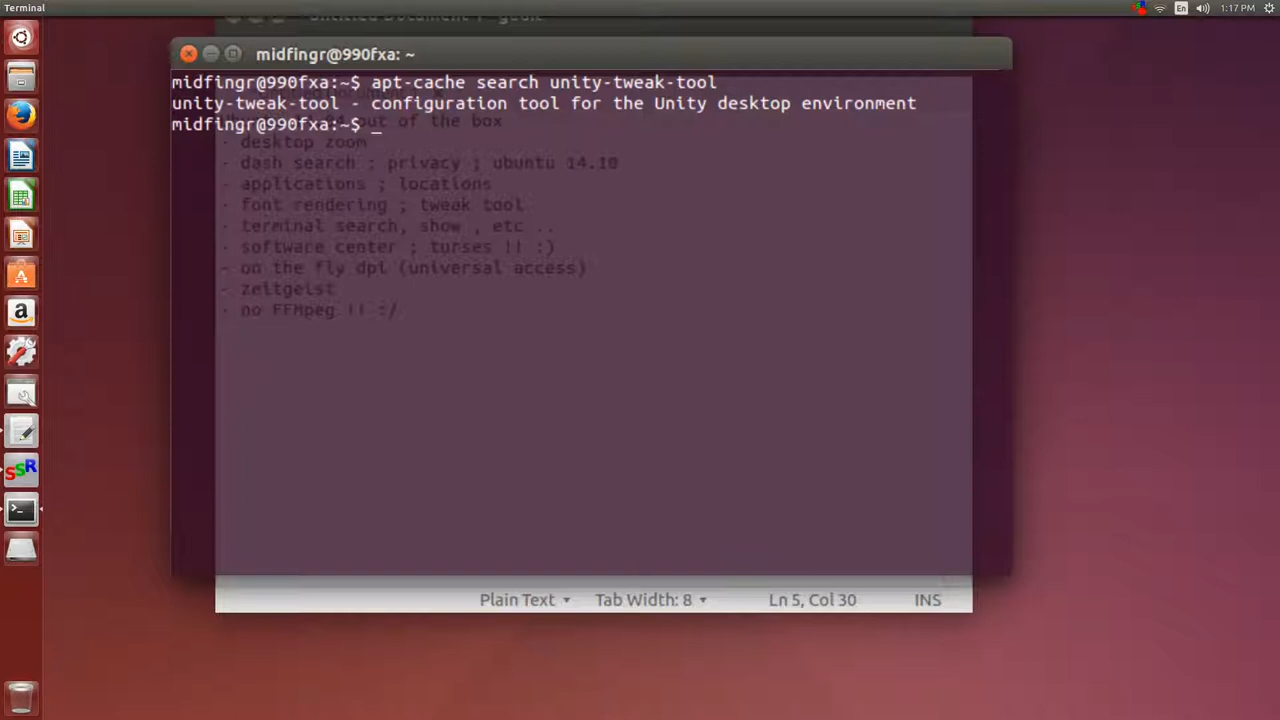 Terminal
En
1:17 PM
midfingr@990fxa: ~
midfingr@990fxa:~$ apt-cache search unity-tweak-tool
unity-tweak-tool - configuration tool for the Unity desktop environment
midfingr@990fxa:~$ _
out of the box
- desktop zoom
- dash search ; privacy ; ubuntu 14.10
- applications ; locations
- font rendering ; tweak tool
- terminal search, show , etc ..
- software center ; turses !! :)
- on the fly dpi (universal access)
- zeitgeist
- no FFMpeg !! :/
Plain Text Tab Width: 8 Ln 5, Col 30 INS
SSR